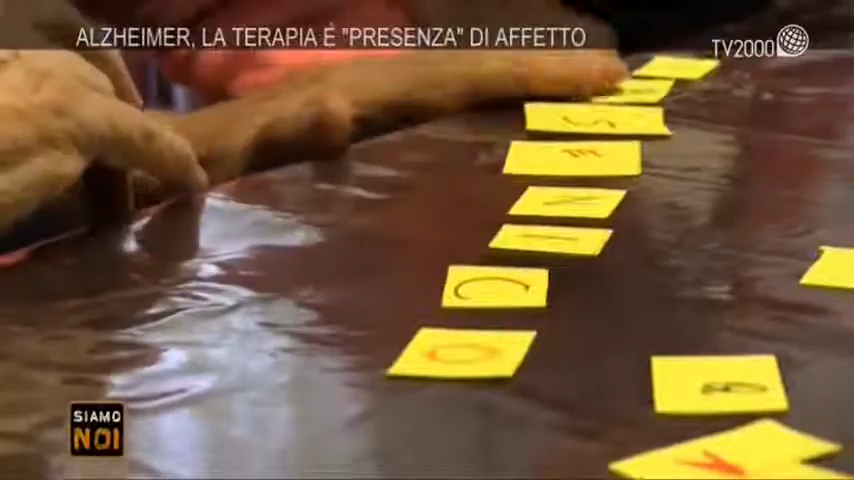 ALZHEIMER, LA TERAPIA È "PRESENZA" DI AFFETTO
TV2000
S
E
N
I
C
O
SIAMO
NOI